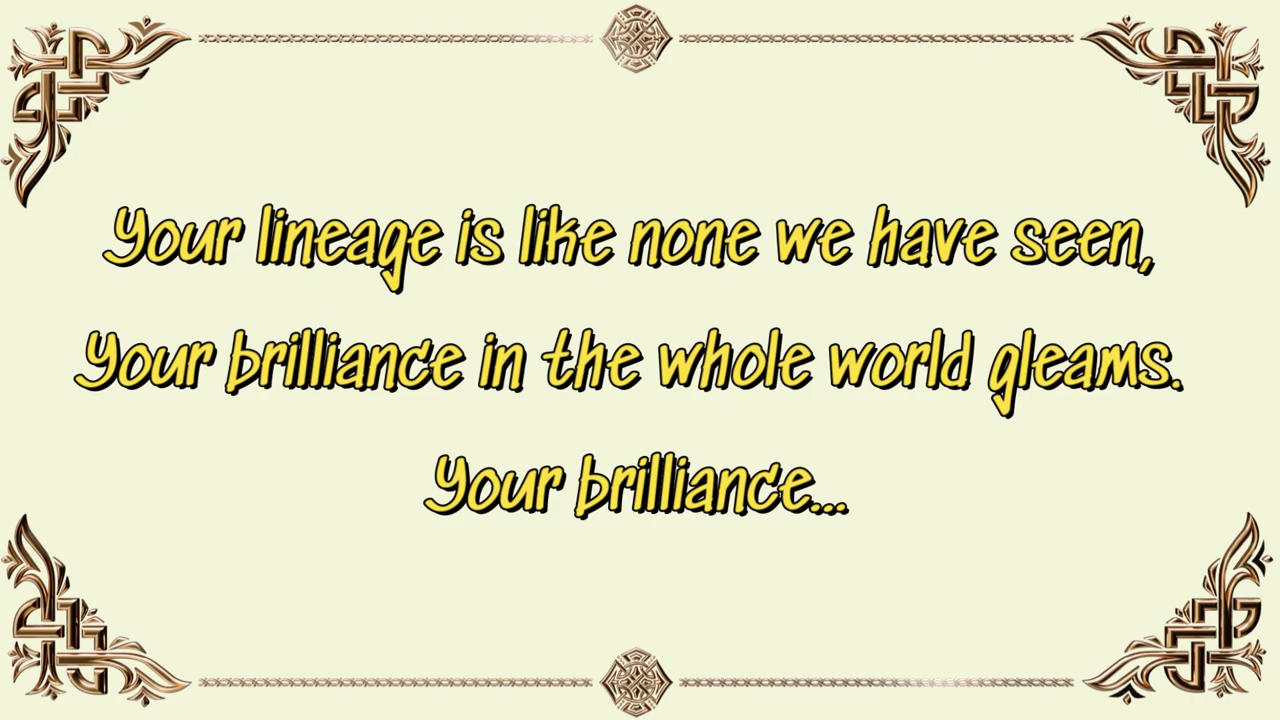 Your lineage is like none we have seen,
Your brilliance in the whole world gleams.
Your brilliance...